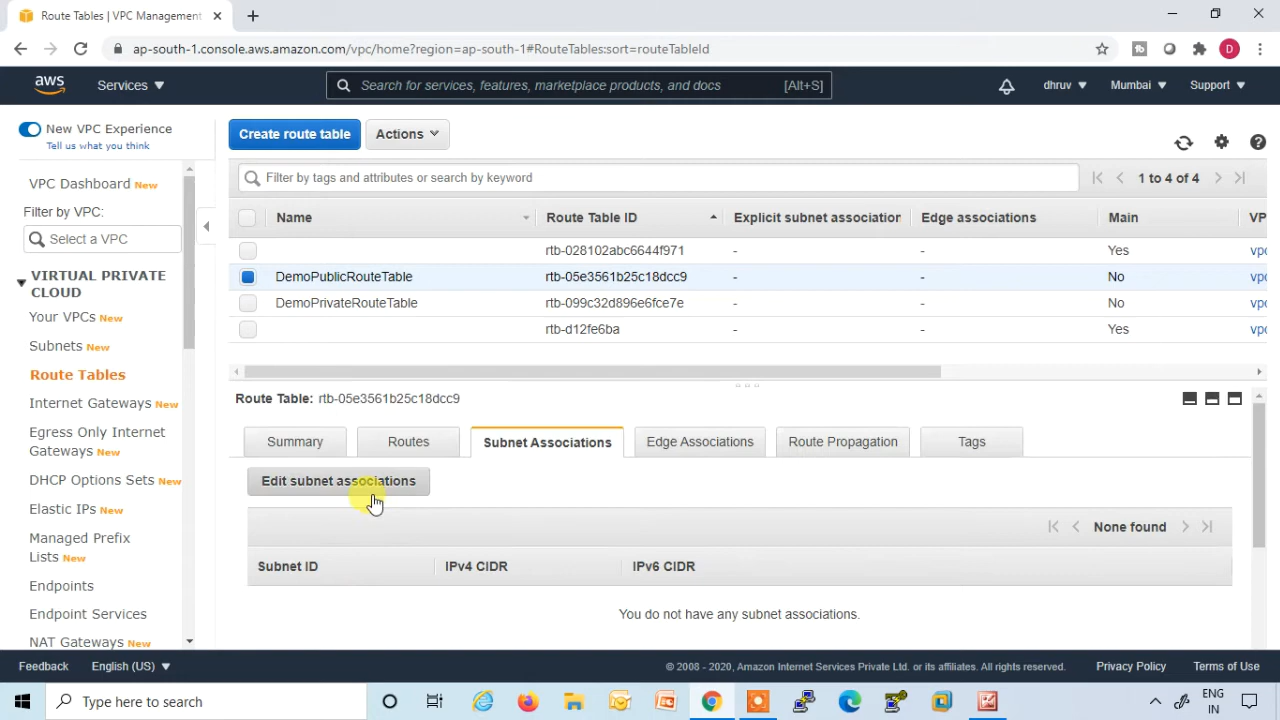 Route Tables | VPC Management
ap-south-1.console.aws.amazon.com/vpc/home?region=ap-south-1#RouteTables:sort=routeTableId
D
aws
Services
Search for services, features, marketplace products, and docs [Alt+S]
dhruv
Mumbai
Support
New VPC Experience
Tell us what you think
VPC Dashboard New
Filter by VPC:
Select a VPC
VIRTUAL PRIVATE
CLOUD
Your VPCs New
Subnets New
Route Tables
Internet Gateways New
Egress Only Internet
Gateways New
DHCP Options Sets New
Elastic IPs New
Managed Prefix
Lists New
Endpoints
Endpoint Services
NAT Gateways New
Create route table
Actions
Filter by tags and attributes or search by keyword
1 to 4 of 4
Name Route Table ID Explicit subnet association Edge associations Main VP
rtb-028102abc6644f971 - - Yes vpc
DemoPublicRouteTable rtb-05e3561b25c18dcc9 - - No vpc
DemoPrivateRouteTable rtb-099c32d896e6fce7e - - No vpc
rtb-d12fe6ba - - Yes vpc
Route Table: rtb-05e3561b25c18dcc9
Summary Routes Subnet Associations Edge Associations Route Propagation Tags
Edit subnet associations
None found
Subnet ID IPv4 CIDR IPv6 CIDR
You do not have any subnet associations.
Feedback English (US) © 2008 - 2020, Amazon Internet Services Private Ltd. or its affiliates. All rights reserved. Privacy Policy Terms of Use
Type here to search
ENG
IN